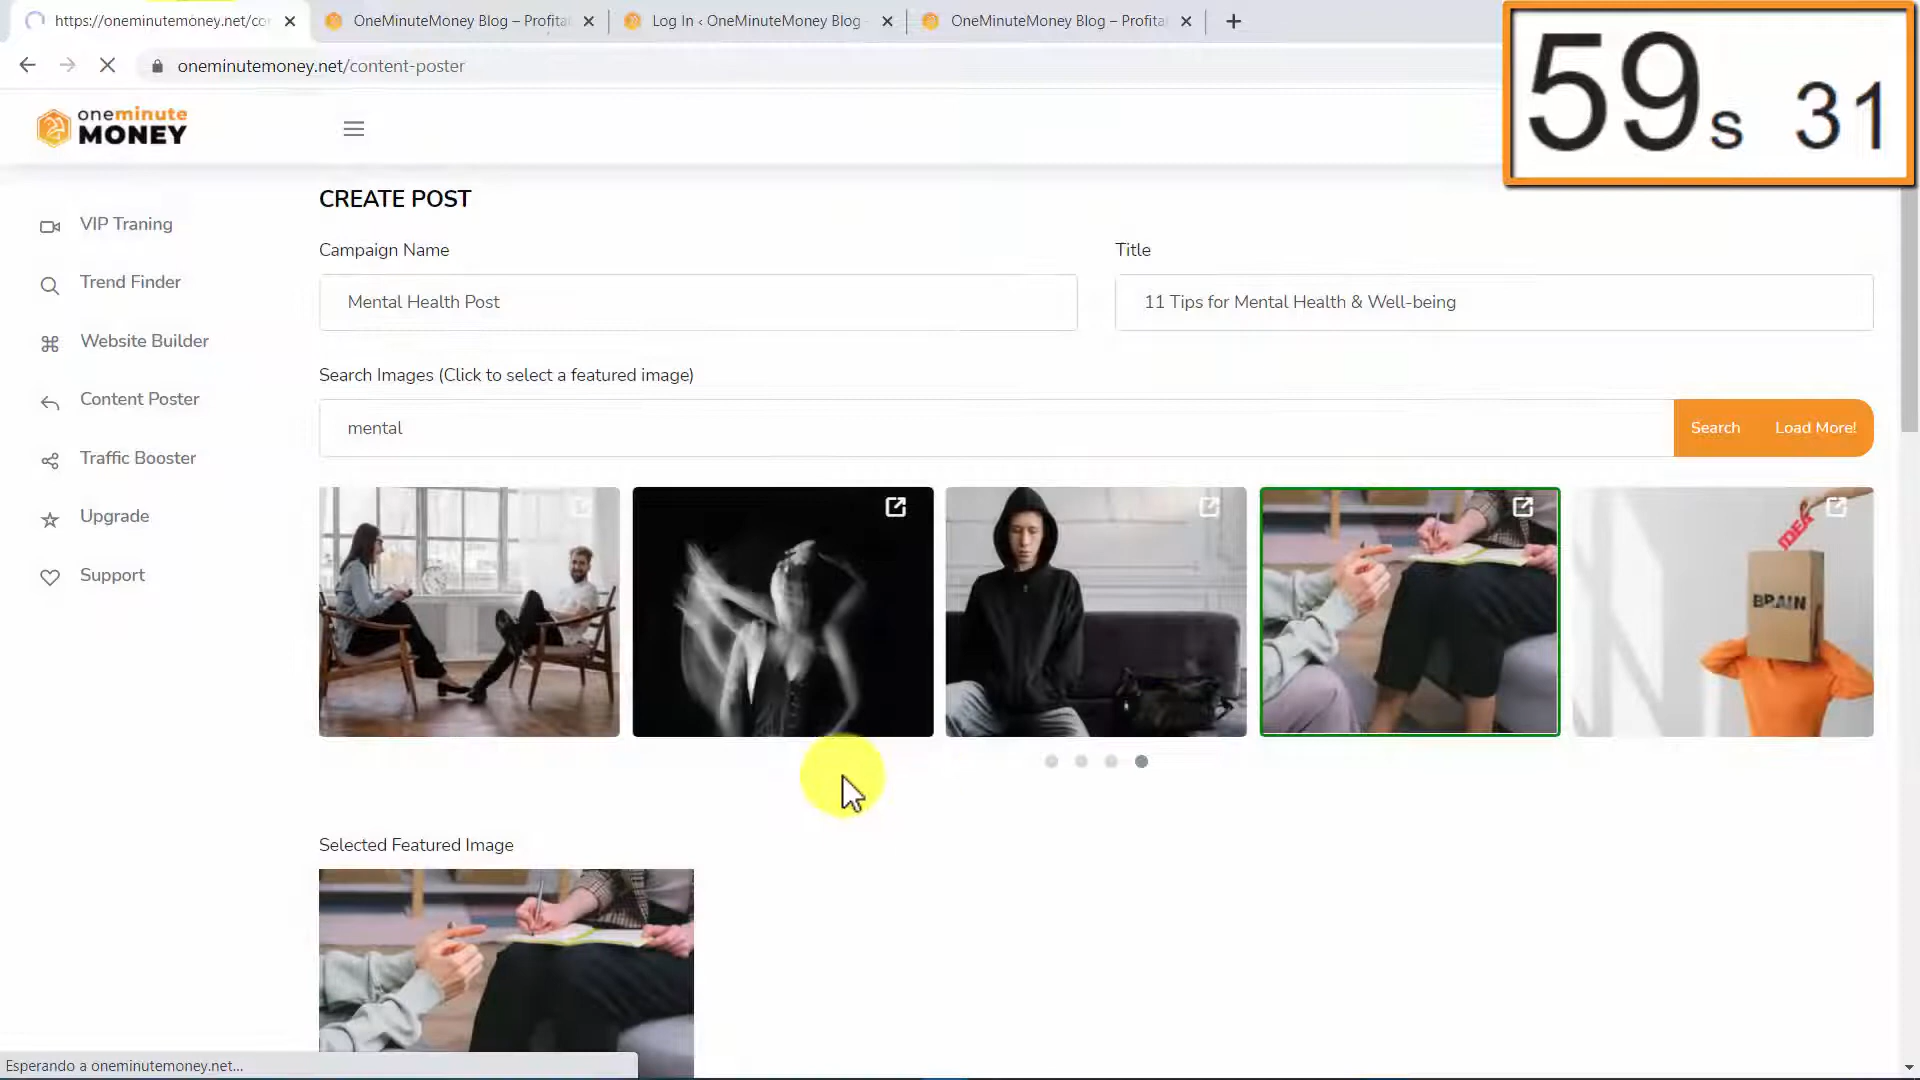 https://oneminutemoney.net/co
OneMinuteMoney Blog – Profita
Log In ‹ OneMinuteMoney Blog –
OneMinuteMoney Blog – Profita
oneminutemoney.net/content-poster
59s 31
oneminute
MONEY
VIP Traning
Trend Finder
Website Builder
Content Poster
Traffic Booster
Upgrade
Support
CREATE POST
Campaign Name
Title
Mental Health Post
11 Tips for Mental Health & Well-being
Search Images (Click to select a featured image)
mental
Search
Load More!
IDEA
BRAIN
Selected Featured Image
Esperando a oneminutemoney.net...